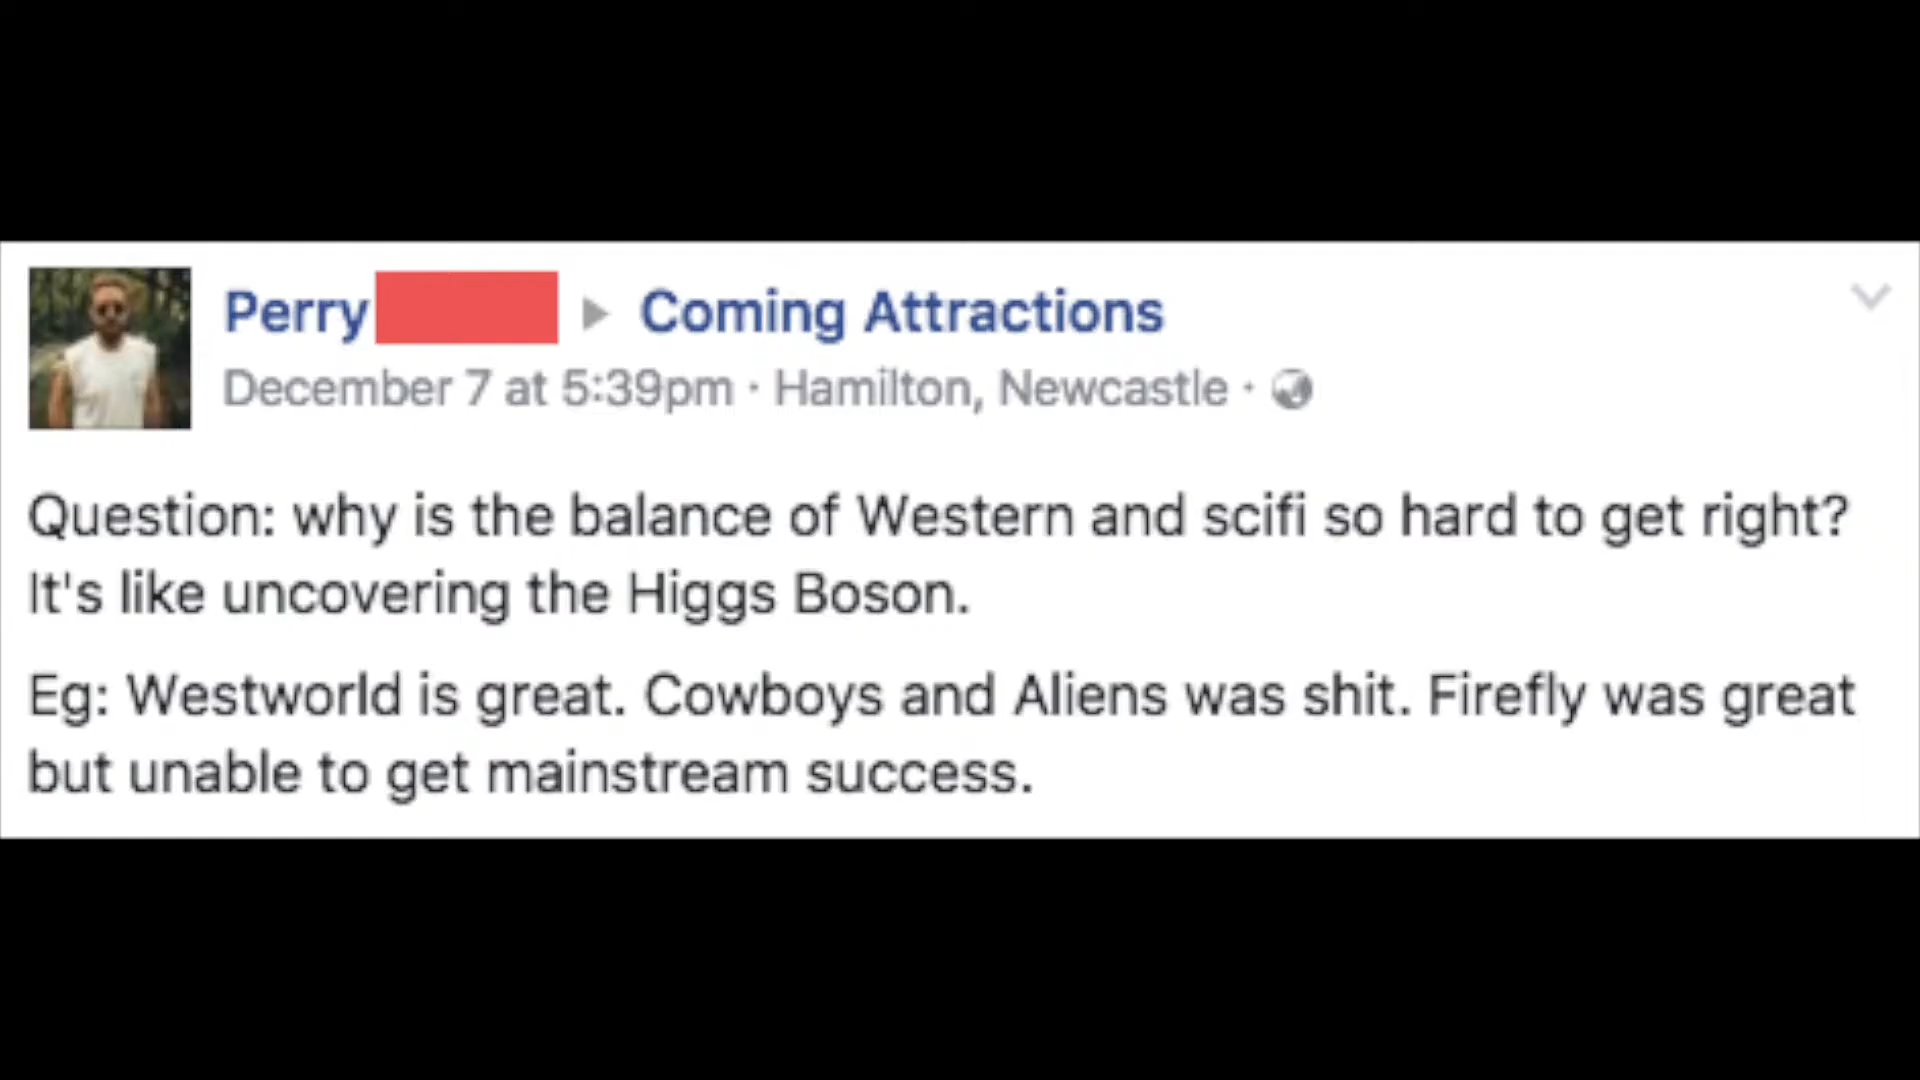 Perry Coming Attractions
December 7 at 5:39pm · Hamilton, Newcastle ·
Question: why is the balance of Western and scifi so hard to get right?
It's like uncovering the Higgs Boson.
Eg: Westworld is great. Cowboys and Aliens was shit. Firefly was great
but unable to get mainstream success.